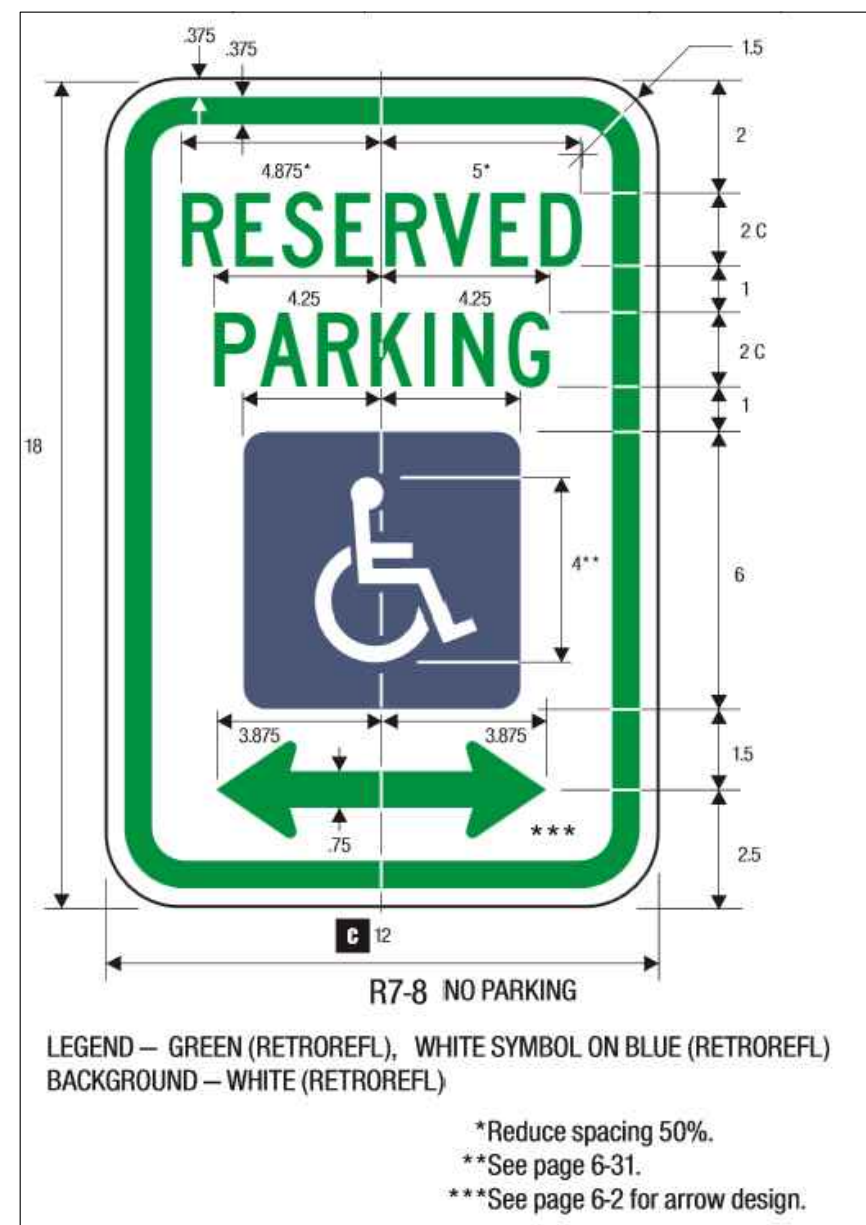 .375
.375
1.5
2
4.875* 5*
RESERVED
2 C
4.25 4.25
1
PARKING
2 C
1
18
4**
6
3.875 3.875
1.5
.75
***
2.5
C 12
R7-8 NO PARKING
LEGEND – GREEN (RETROREFL), WHITE SYMBOL ON BLUE (RETROREFL)
BACKGROUND – WHITE (RETROREFL)
*Reduce spacing 50%.
**See page 6-31.
***See page 6-2 for arrow design.